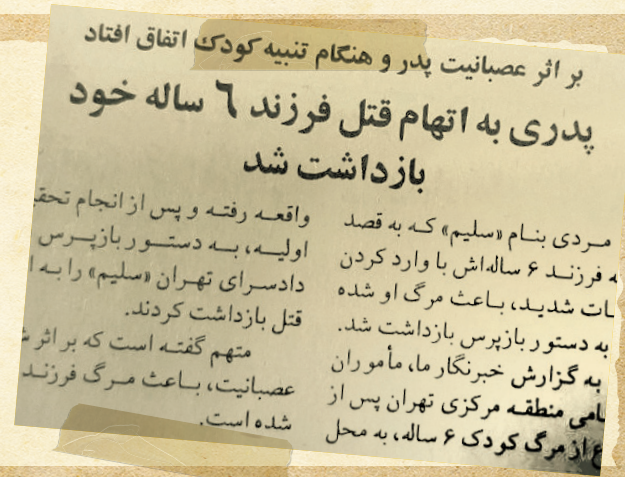 بر اثر عصبانیت پدر و هنگام تنبیه کودک اتفاق افتاد
پدری به اتهام قتل فرزند ٦ ساله خود
بازداشت شد
مردی بنام «سلیم» که به قصد
فرزند ۶ ساله‌اش با وارد کردن
شدید، باعث مرگ او شده
به دستور بازپرس بازداشت شد.
به گزارش خبرنگار ما، مأموران
منطقه مرکزی تهران پس از
از مرگ کودک ۶ ساله، به محل
واقعه رفته و پس از انجام
اولیه، به دستور بازپرس
دادسرای تهران «سلیم» را به
قتل بازداشت کردند.
متهم گفته است که بر اثر
عصبانیت، باعث مرگ فرزند
شده است.